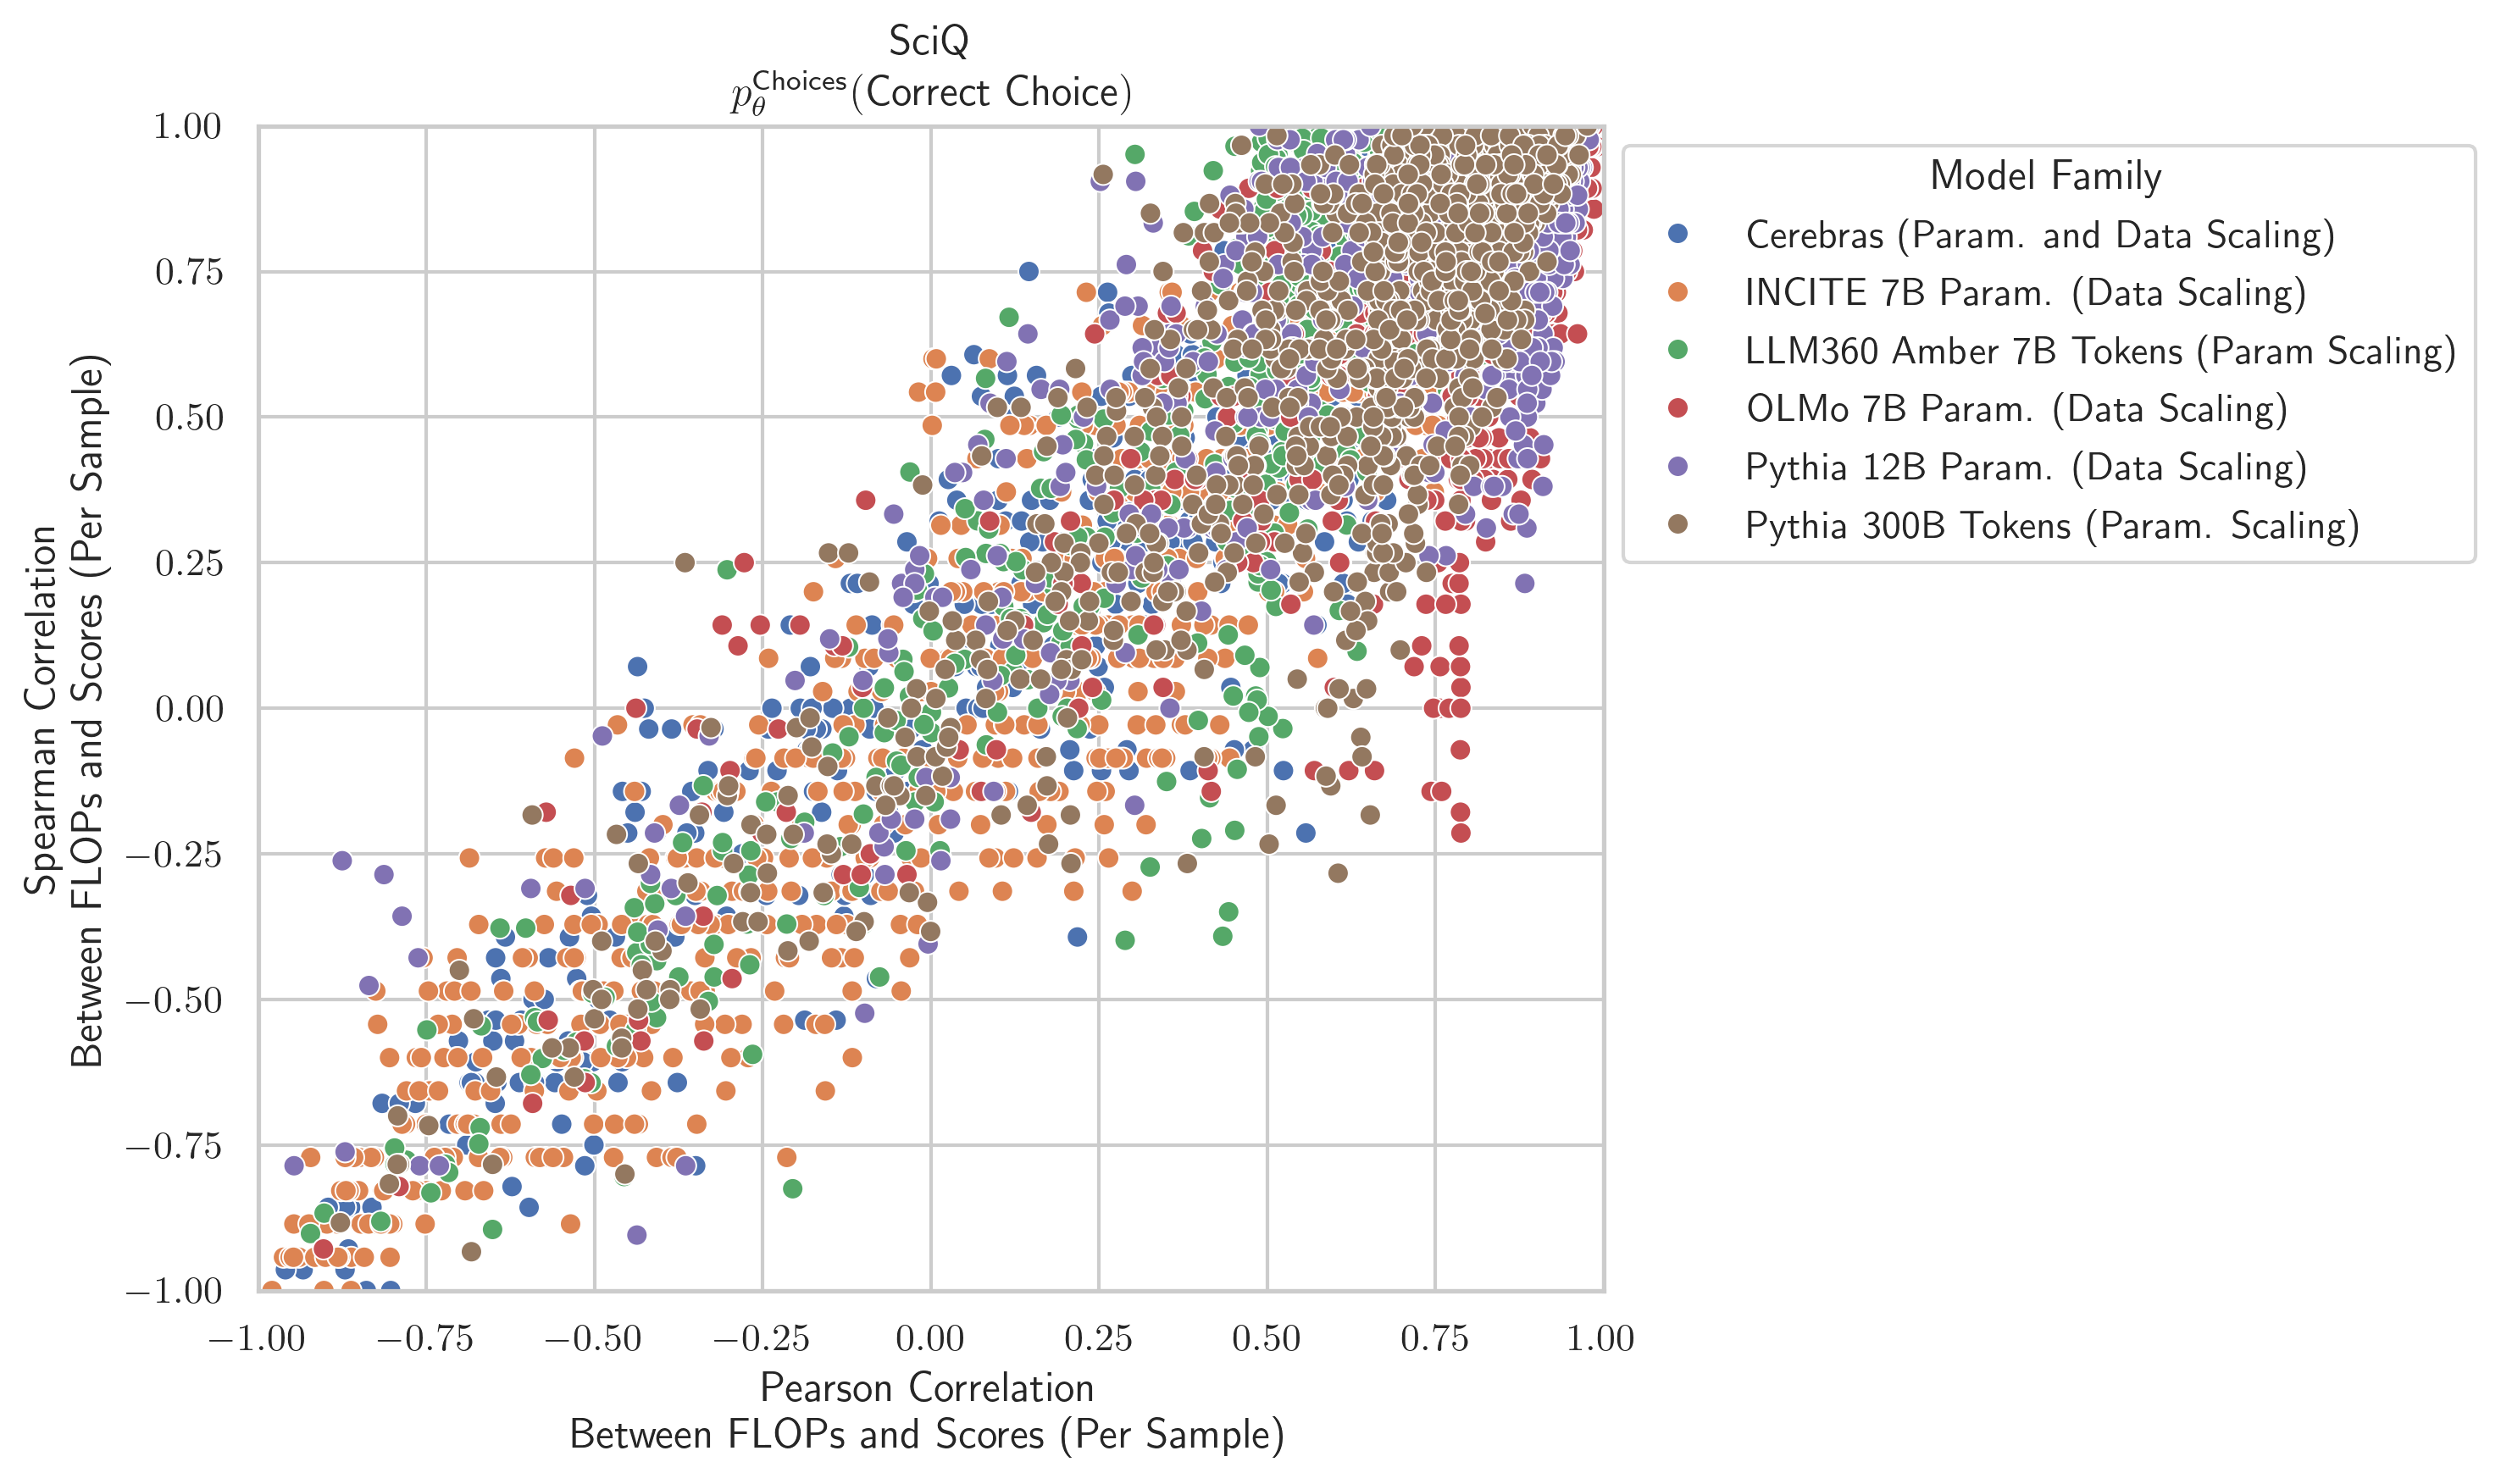 SciQ
p_θ^Choices(Correct Choice)
1.00
0.75
0.50
0.25
0.00
−0.25
−0.50
−0.75
−1.00
Spearman Correlation
Between FLOPs and Scores (Per Sample)
−1.00 −0.75 −0.50 −0.25 0.00 0.25 0.50 0.75 1.00
Pearson Correlation
Between FLOPs and Scores (Per Sample)
Model Family
Cerebras (Param. and Data Scaling)
INCITE 7B Param. (Data Scaling)
LLM360 Amber 7B Tokens (Param Scaling)
OLMo 7B Param. (Data Scaling)
Pythia 12B Param. (Data Scaling)
Pythia 300B Tokens (Param. Scaling)